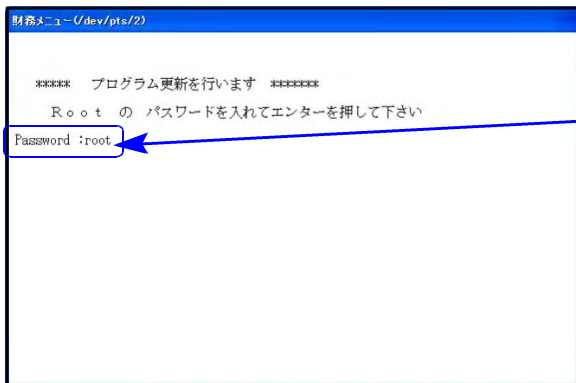 財務メニュー(/dev/pts/2)
***** プログラム更新を行います *******
Ｒｏｏｔ の パスワードを入れてエンターを押して下さい
Password :root